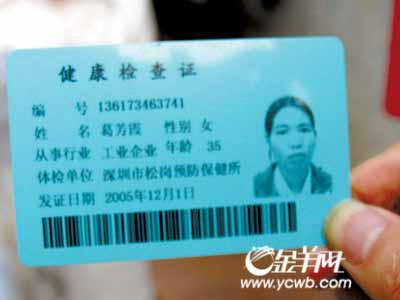 健康检查证
编 号 136173463741
姓 名 葛芳霞 性别 女
从事行业 工业企业 年龄 35
体检单位 深圳市松岗预防保健所
发证日期 2005年12月1日
金羊网
www.ycwb.com